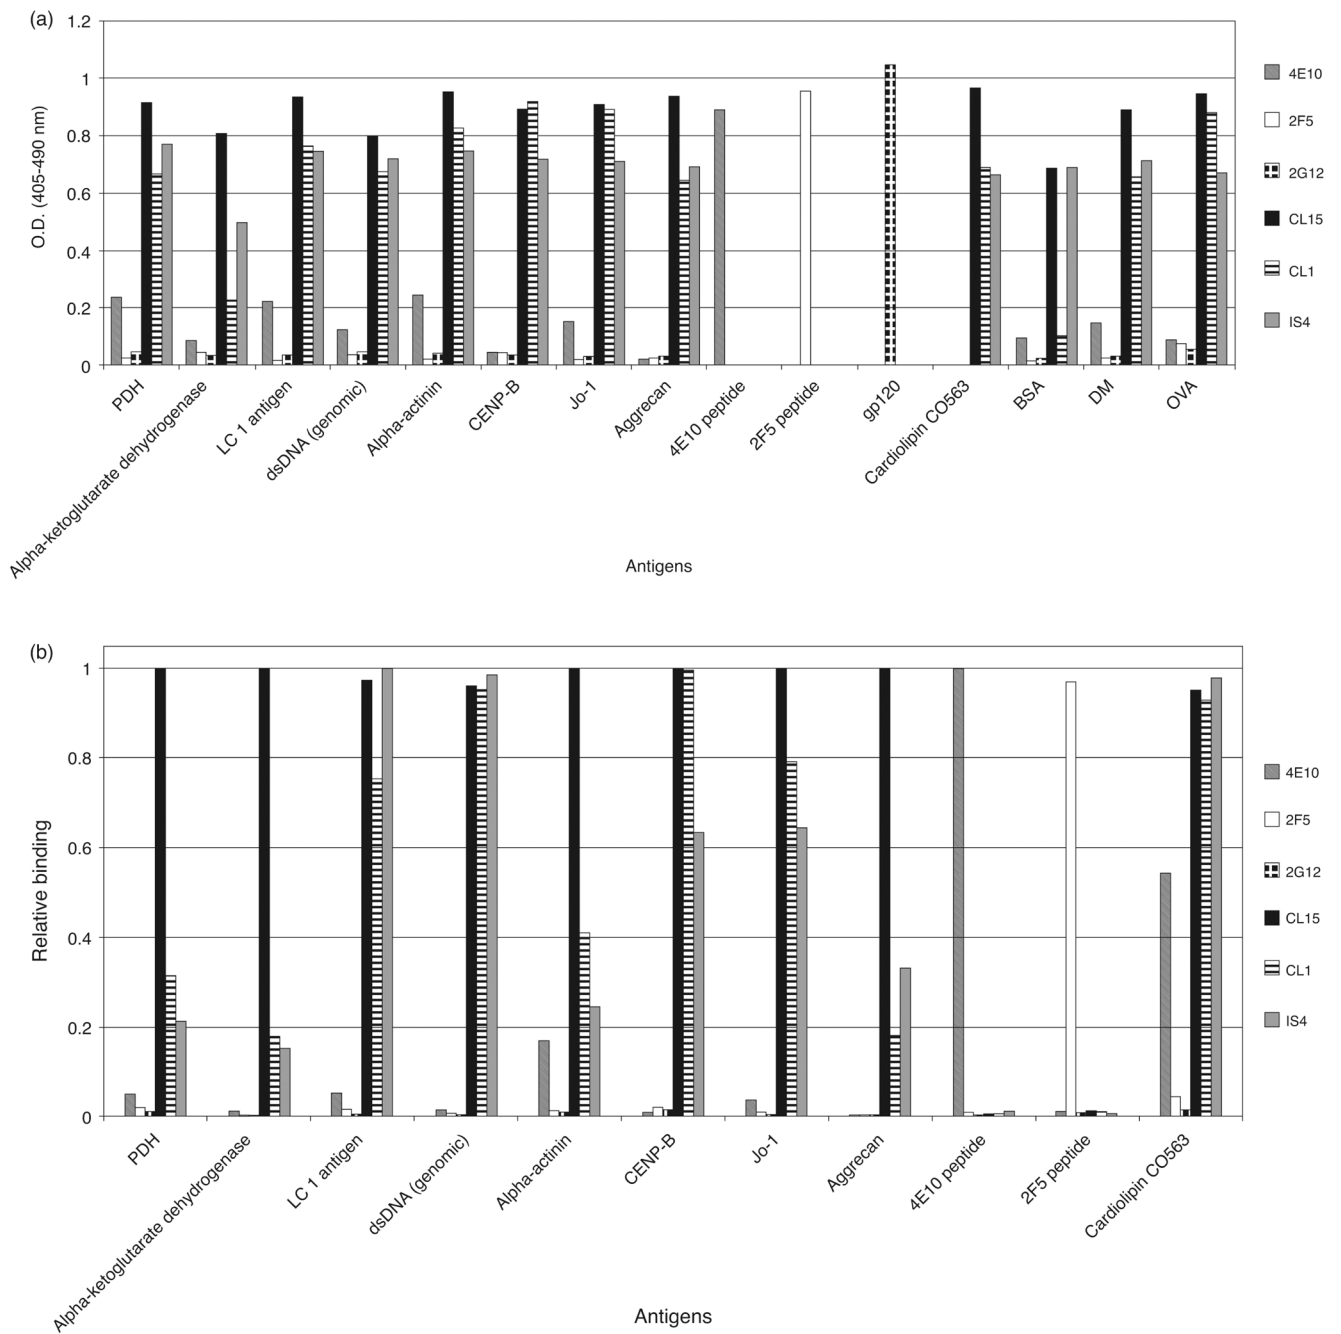 (a)
O.D. (405-490 nm)
1.2
1
0.8
0.6
0.4
0.2
0
PDH
Alpha-ketoglutarate dehydrogenase
LC 1 antigen
dsDNA (genomic)
Alpha-actinin
CENP-B
Jo-1
Aggrecan
4E10 peptide
2F5 peptide
gp120
Cardiolipin CO563
BSA
DM
OVA
Antigens
4E10
2F5
2G12
CL15
CL1
IS4
(b)
Relative binding
1
0.8
0.6
0.4
0.2
0
PDH
Alpha-ketoglutarate dehydrogenase
LC 1 antigen
dsDNA (genomic)
Alpha-actinin
CENP-B
Jo-1
Aggrecan
4E10 peptide
2F5 peptide
Cardiolipin CO563
Antigens
4E10
2F5
2G12
CL15
CL1
IS4